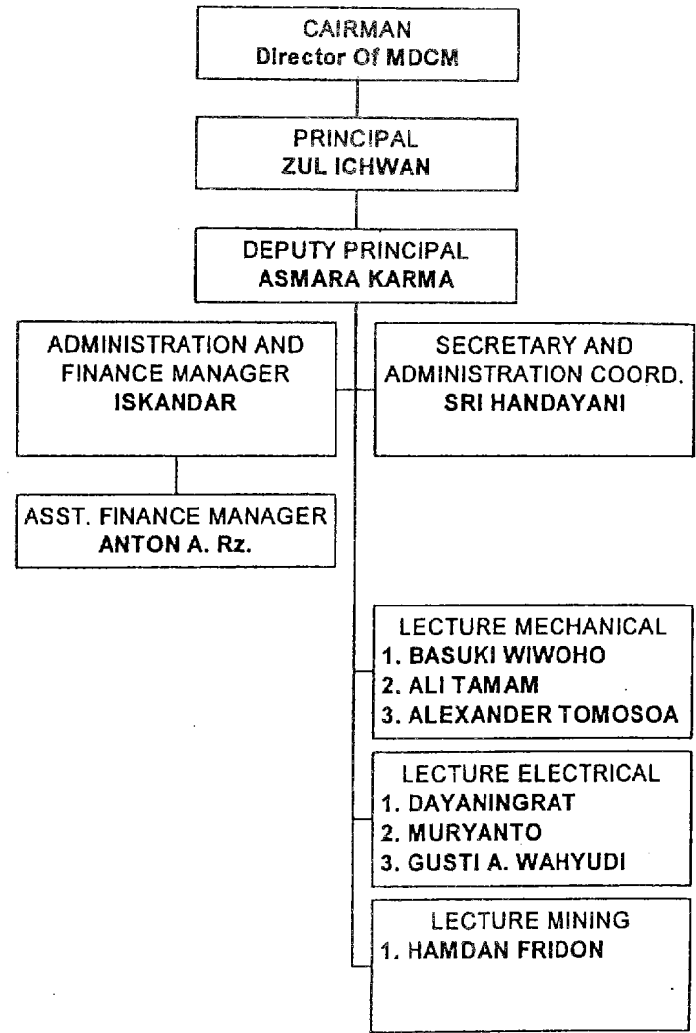 CAIRMAN
Director Of MDCM
PRINCIPAL
ZUL ICHWAN
DEPUTY PRINCIPAL
ASMARA KARMA
ADMINISTRATION AND
FINANCE MANAGER
ISKANDAR
SECRETARY AND
ADMINISTRATION COORD.
SRI HANDAYANI
ASST. FINANCE MANAGER
ANTON A. Rz.
LECTURE MECHANICAL
1. BASUKI WIWOHO
2. ALI TAMAM
3. ALEXANDER TOMOSOA
LECTURE ELECTRICAL
1. DAYANINGRAT
2. MURYANTO
3. GUSTI A. WAHYUDI
LECTURE MINING
1. HAMDAN FRIDON